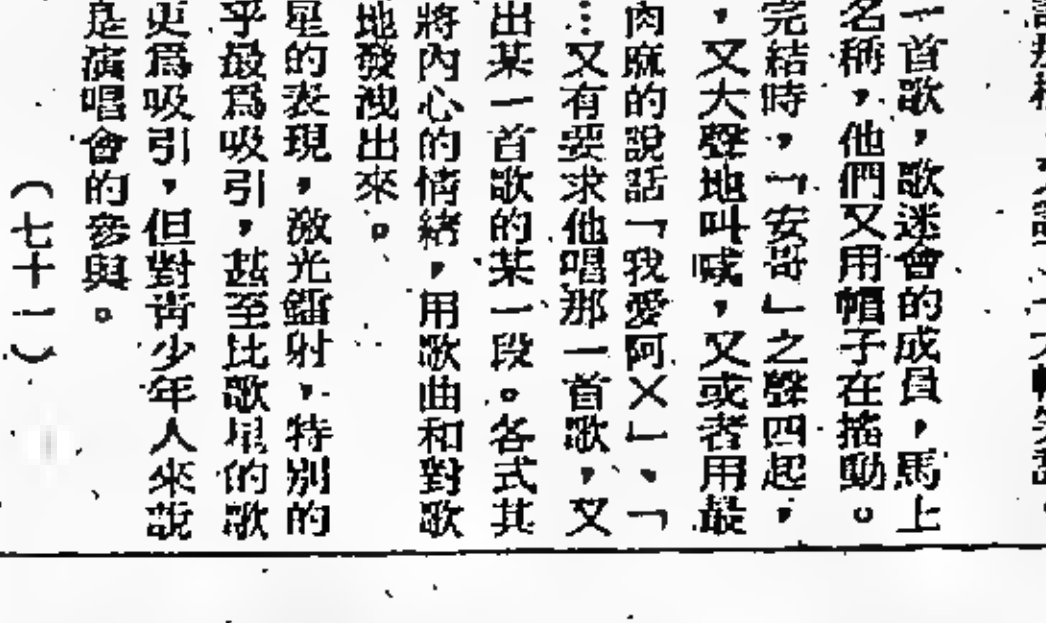 一首歌，歌迷會的成員，馬上
名稱，他們又用帽子在搖動。
完結時，「安哥」之聲四起，
，又大聲地叫喊，又或者用最
肉麻的說話「我愛阿×」、「
…又有要求他唱那一首歌，又
出某一首歌的某一段。各式其
將內心的情緒，用歌曲和對歌
地發洩出來。
星的表現，激光鐳射，特別的
乎最爲吸引，甚至比歌星的歌
更爲吸引，但對青少年人來說
是演唱會的參與。
（七十一）